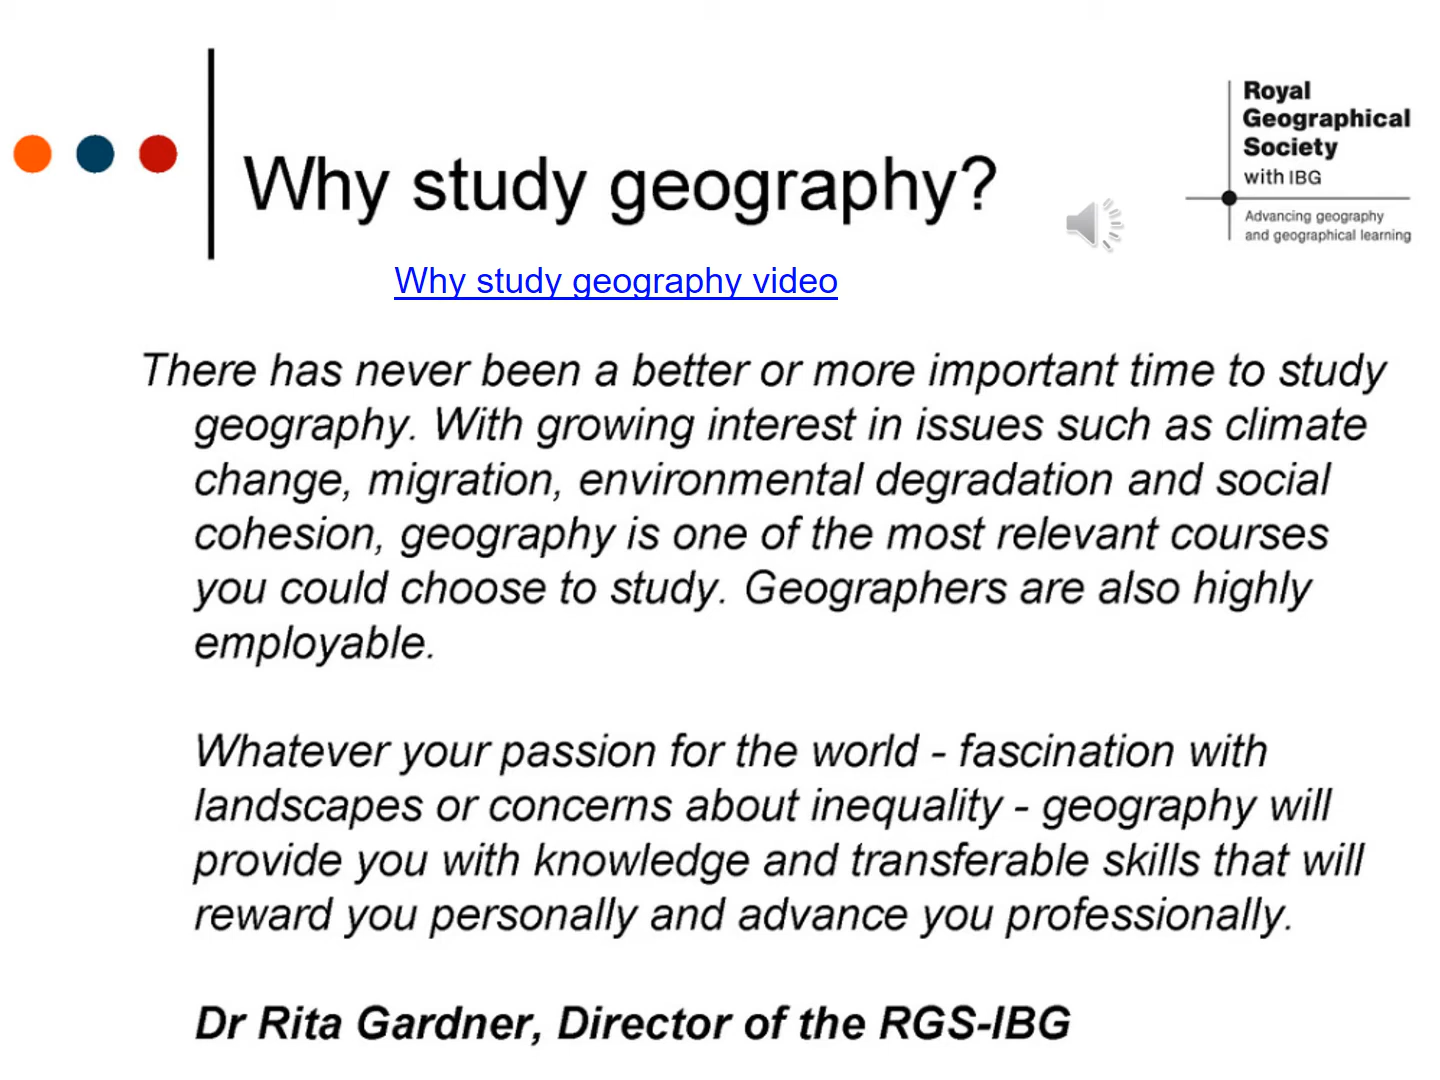 Why study geography?
Royal
Geographical
Society
with IBG
Advancing geography
and geographical learning
Why study geography video
There has never been a better or more important time to study
geography. With growing interest in issues such as climate
change, migration, environmental degradation and social
cohesion, geography is one of the most relevant courses
you could choose to study. Geographers are also highly
employable.
Whatever your passion for the world - fascination with
landscapes or concerns about inequality - geography will
provide you with knowledge and transferable skills that will
reward you personally and advance you professionally.
Dr Rita Gardner, Director of the RGS-IBG